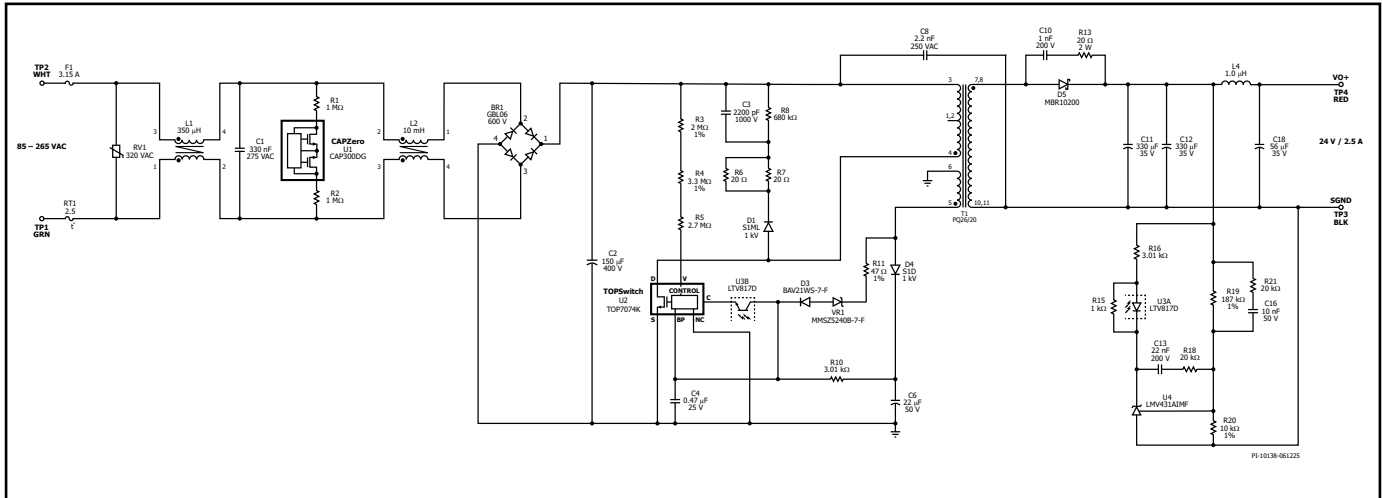 TP2
WHT
F1
3.15 A
85 – 265 VAC
RT1
2.5
t°
TP1
GRN
RV1
320 VAC
L1
350 µH
3
4
1
2
C1
330 nF
275 VAC
R1
1 MΩ
CAPZero
U1
CAP300DG
R2
1 MΩ
L2
10 mH
2
1
3
4
BR1
GBL06
600 V
2
4
1
3
C2
150 µF
400 V
R3
2 MΩ
1%
R4
3.3 MΩ
1%
R5
2.7 MΩ
C3
2200 pF
1000 V
R8
680 kΩ
R6
20 Ω
R7
20 Ω
D1
S1ML
1 kV
TOPSwitch
U2
TOP7074K
D
V
CONTROL
C
S
BP
NC
C4
0.47 µF
25 V
U3B
LTV817D
D3
BAV21WS-7-F
VR1
MMSZ5240B-7-F
R11
47 Ω
1%
D4
S1D
1 kV
R10
3.01 kΩ
C6
22 µF
50 V
C8
2.2 nF
250 VAC
3
7,8
1,2
4
6
5
10,11
T1
PQ26/20
C10
1 nF
200 V
R13
20 Ω
2 W
D5
MBR10200
C11
330 µF
35 V
C12
330 µF
35 V
L4
1.0 µH
C18
56 µF
35 V
VO+
TP4
RED
24 V / 2.5 A
SGND
TP3
BLK
R16
3.01 kΩ
R15
1 kΩ
U3A
LTV817D
R19
187 kΩ
1%
R21
20 kΩ
C16
10 nF
50 V
C13
22 nF
200 V
R18
20 kΩ
U4
LMV431AIMF
R20
10 kΩ
1%
PI-10138-061225